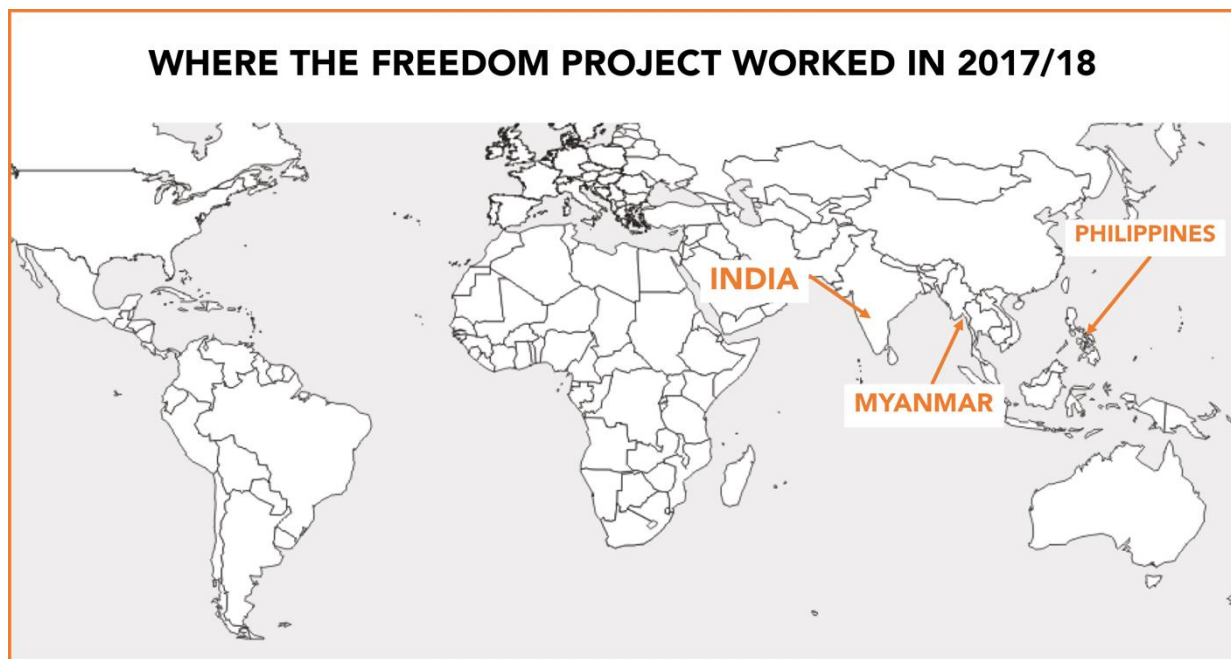 WHERE THE FREEDOM PROJECT WORKED IN 2017/18
PHILIPPINES
INDIA
MYANMAR